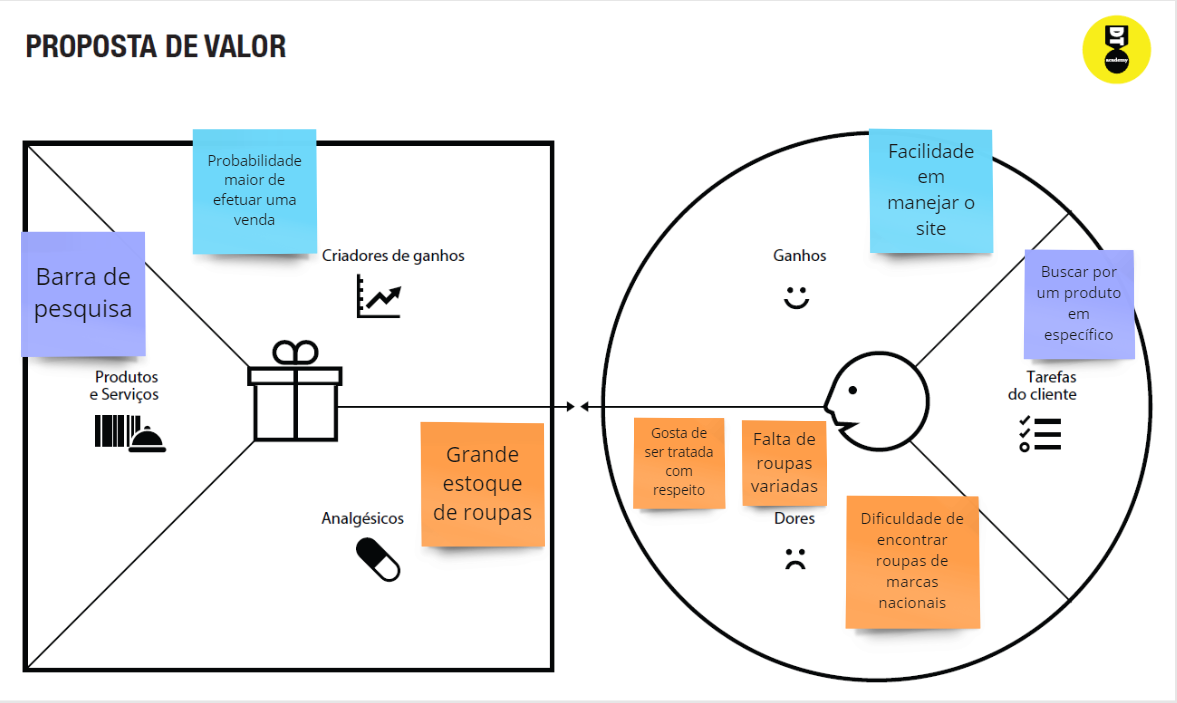 PROPOSTA DE VALOR
DT
academy
Probabilidade
maior de
efetuar uma
venda
Criadores de ganhos
Barra de
pesquisa
Produtos
e Serviços
Grande
estoque
de roupas
Analgésicos
Facilidade
em
manejar o
site
Ganhos
Buscar por
um produto
em
específico
Tarefas
do cliente
Gosta de
ser tratada
com
respeito
Falta de
roupas
variadas
Dores
Dificuldade de
encontrar
roupas de
marcas
nacionais